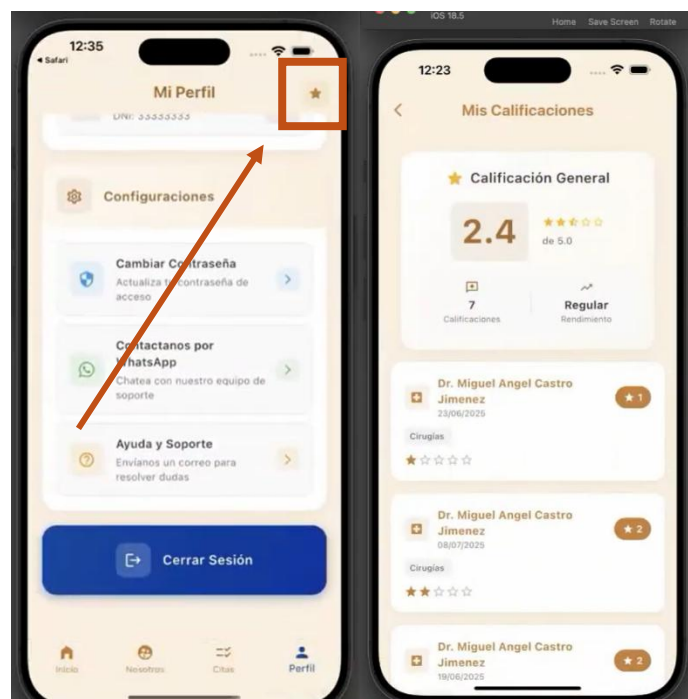 12:35
Safari
Mi Perfil
DNI: 33333333
Configuraciones
Cambiar Contraseña
Actualiza tu contraseña de
acceso
Contactanos por
WhatsApp
Chatea con nuestro equipo de
soporte
Ayuda y Soporte
Envíanos un correo para
resolver dudas
Cerrar Sesión
Inicio
Nosotros
Citas
Perfil
iOS 18.5
Home Save Screen Rotate
12:23
Mis Calificaciones
Calificación General
2.4
de 5.0
7
Calificaciones
Regular
Rendimiento
Dr. Miguel Angel Castro
Jimenez
23/06/2025
1
Cirugías
Dr. Miguel Angel Castro
Jimenez
08/07/2025
2
Cirugías
Dr. Miguel Angel Castro
Jimenez
19/06/2025
2